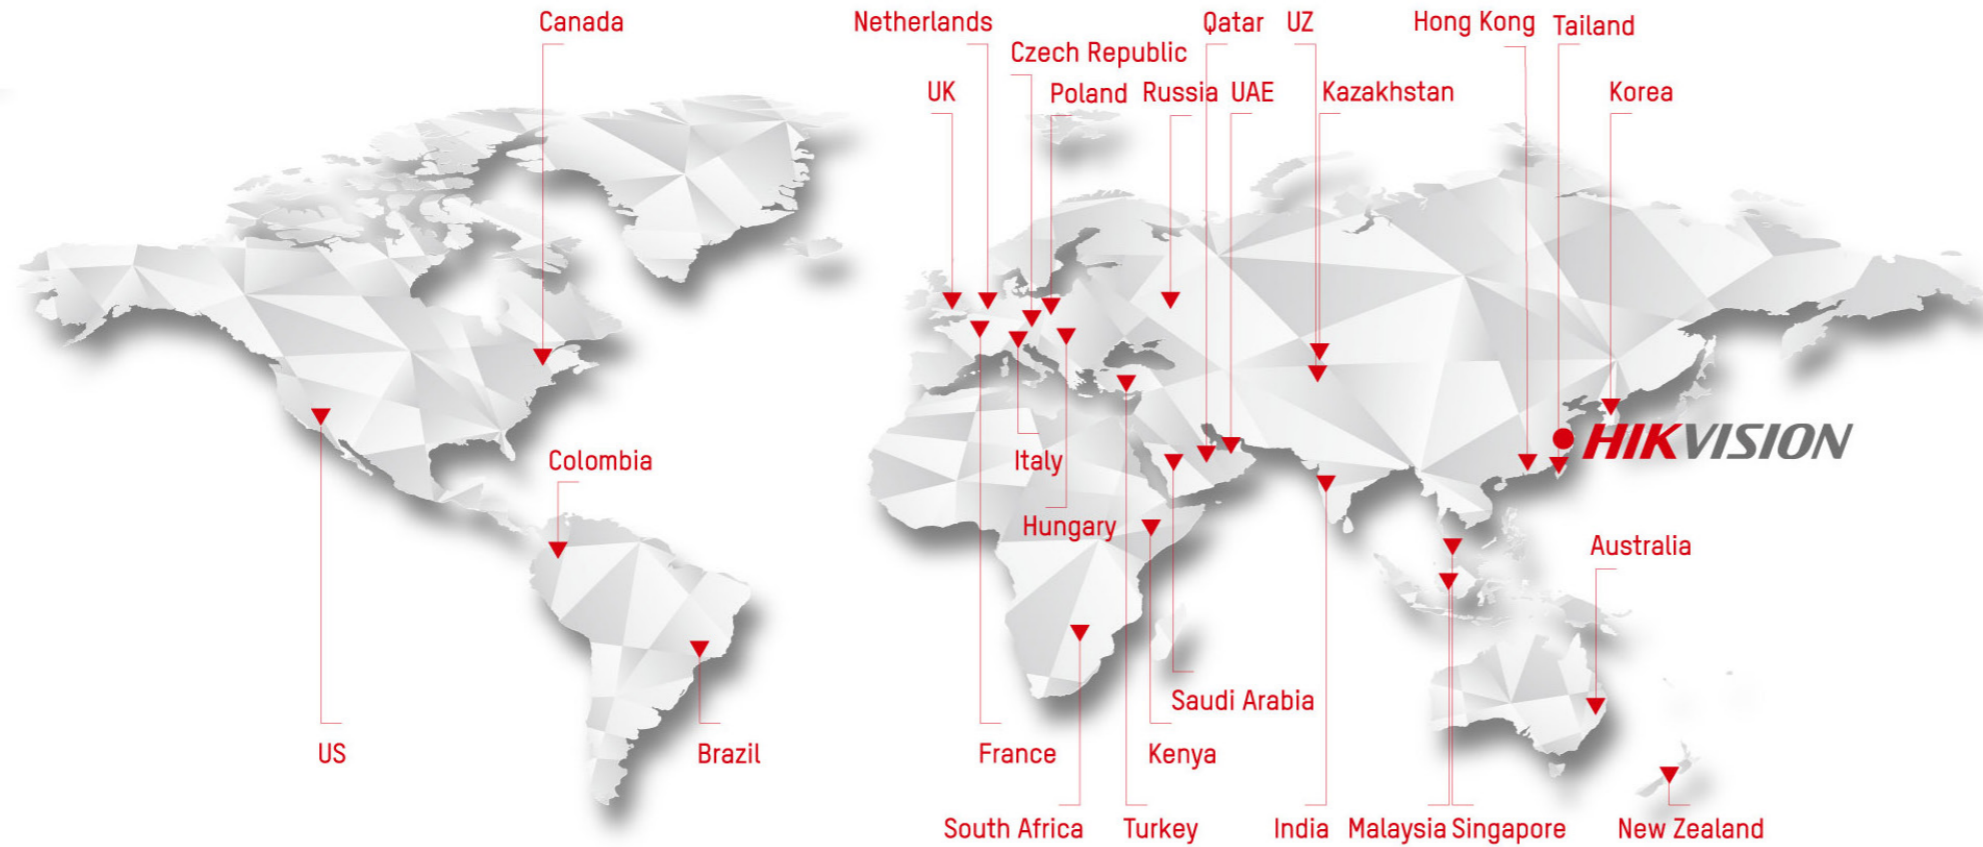 Canada
Netherlands
Qatar
UZ
Hong Kong
Tailand
Czech Republic
UK
Poland
Russia
UAE
Kazakhstan
Korea
HIKVISION
Colombia
Italy
Hungary
Australia
Saudi Arabia
US
Brazil
France
Kenya
South Africa
Turkey
India
Malaysia
Singapore
New Zealand